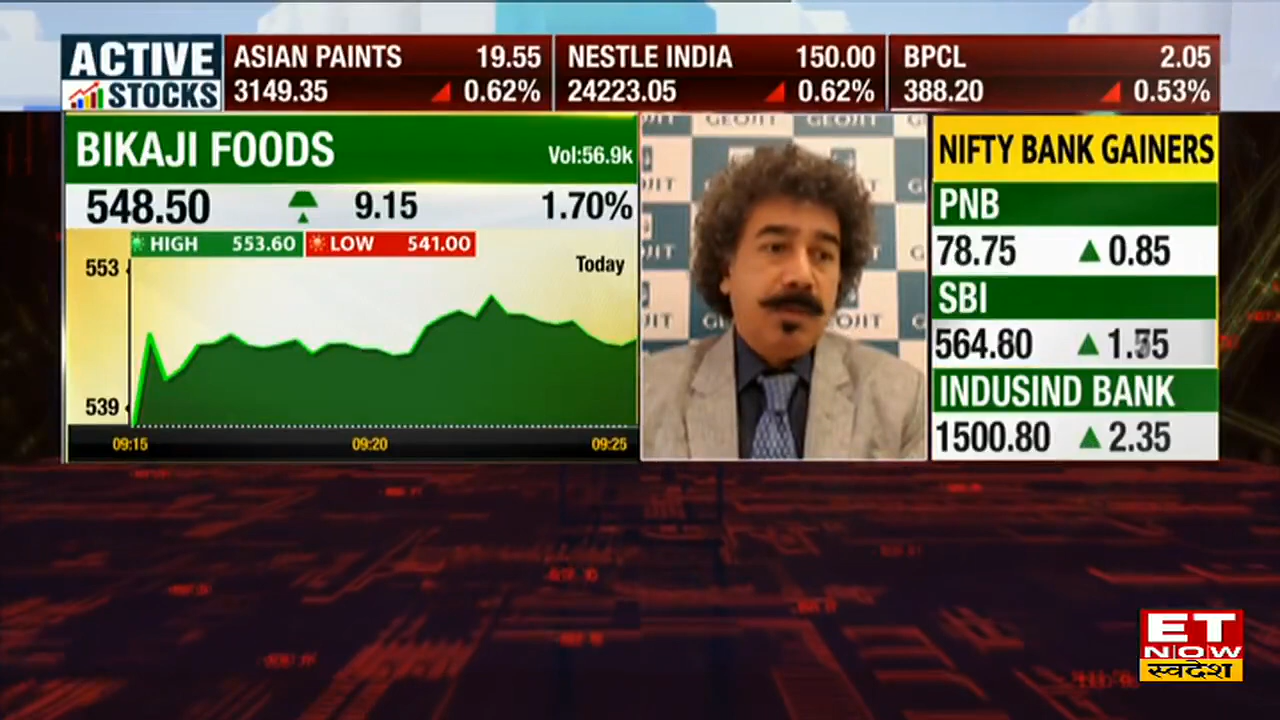 ACTIVE
STOCKS
ASIAN PAINTS 19.55
3149.35 0.62%
NESTLE INDIA 150.00
24223.05 0.62%
BPCL 2.05
388.20 0.53%
BIKAJI FOODS Vol:56.9k
548.50 9.15 1.70%
HIGH 553.60 LOW 541.00
Today
553
539
09:15 09:20 09:25
GEOJIT GEOJIT
NIFTY BANK GAINERS
PNB
78.75 0.85
SBI
564.80
INDUSIND BANK
1500.80 2.35
ET
NOW
स्वदेश